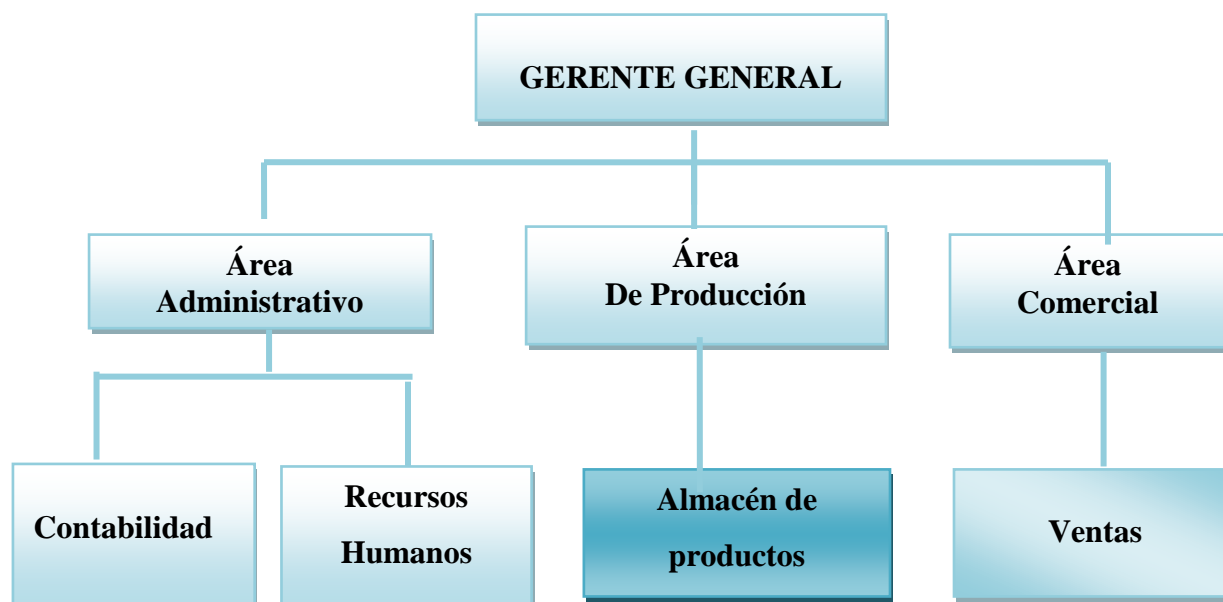 GERENTE GENERAL
Área
Administrativo
Área
De Producción
Área
Comercial
Contabilidad
Recursos
Humanos
Almacén de
productos
Ventas